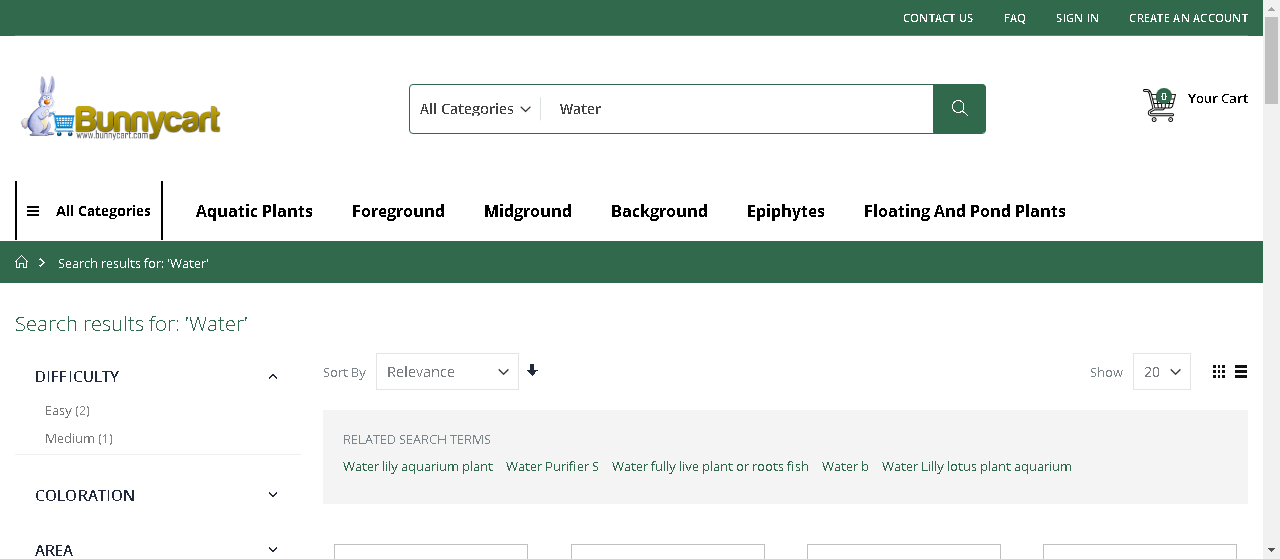 CONTACT US FAQ SIGN IN CREATE AN ACCOUNT
Bunnycart
www.bunnycart.com
All Categories Water
0
Your Cart
All Categories Aquatic Plants Foreground Midground Background Epiphytes Floating And Pond Plants
Search results for: 'Water'
Search results for: 'Water'
DIFFICULTY
Easy (2)
Medium (1)
COLORATION
AREA
Sort By Relevance Show 20
RELATED SEARCH TERMS
Water lily aquarium plant Water Purifier S Water fully live plant or roots fish Water b Water Lilly lotus plant aquarium